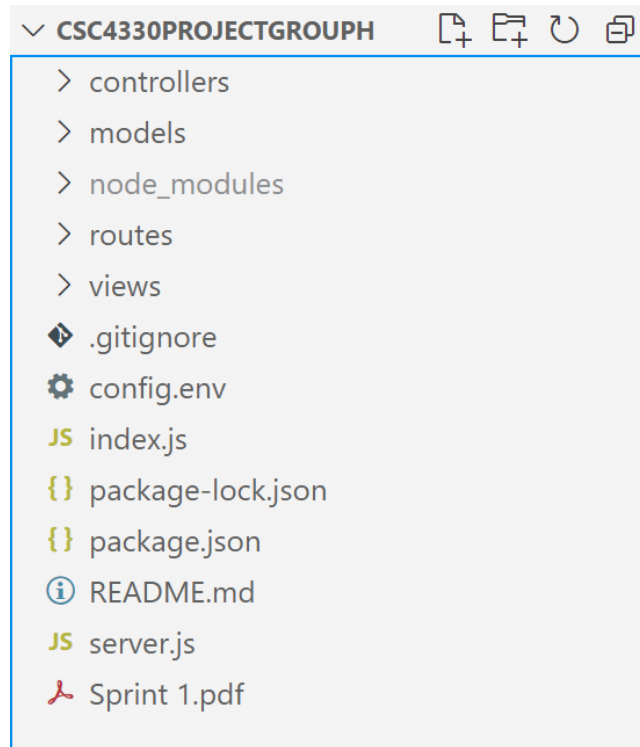 CSC4330PROJECTGROUPH
controllers
models
node_modules
routes
views
.gitignore
config.env
JS index.js
{} package-lock.json
{} package.json
README.md
JS server.js
Sprint 1.pdf